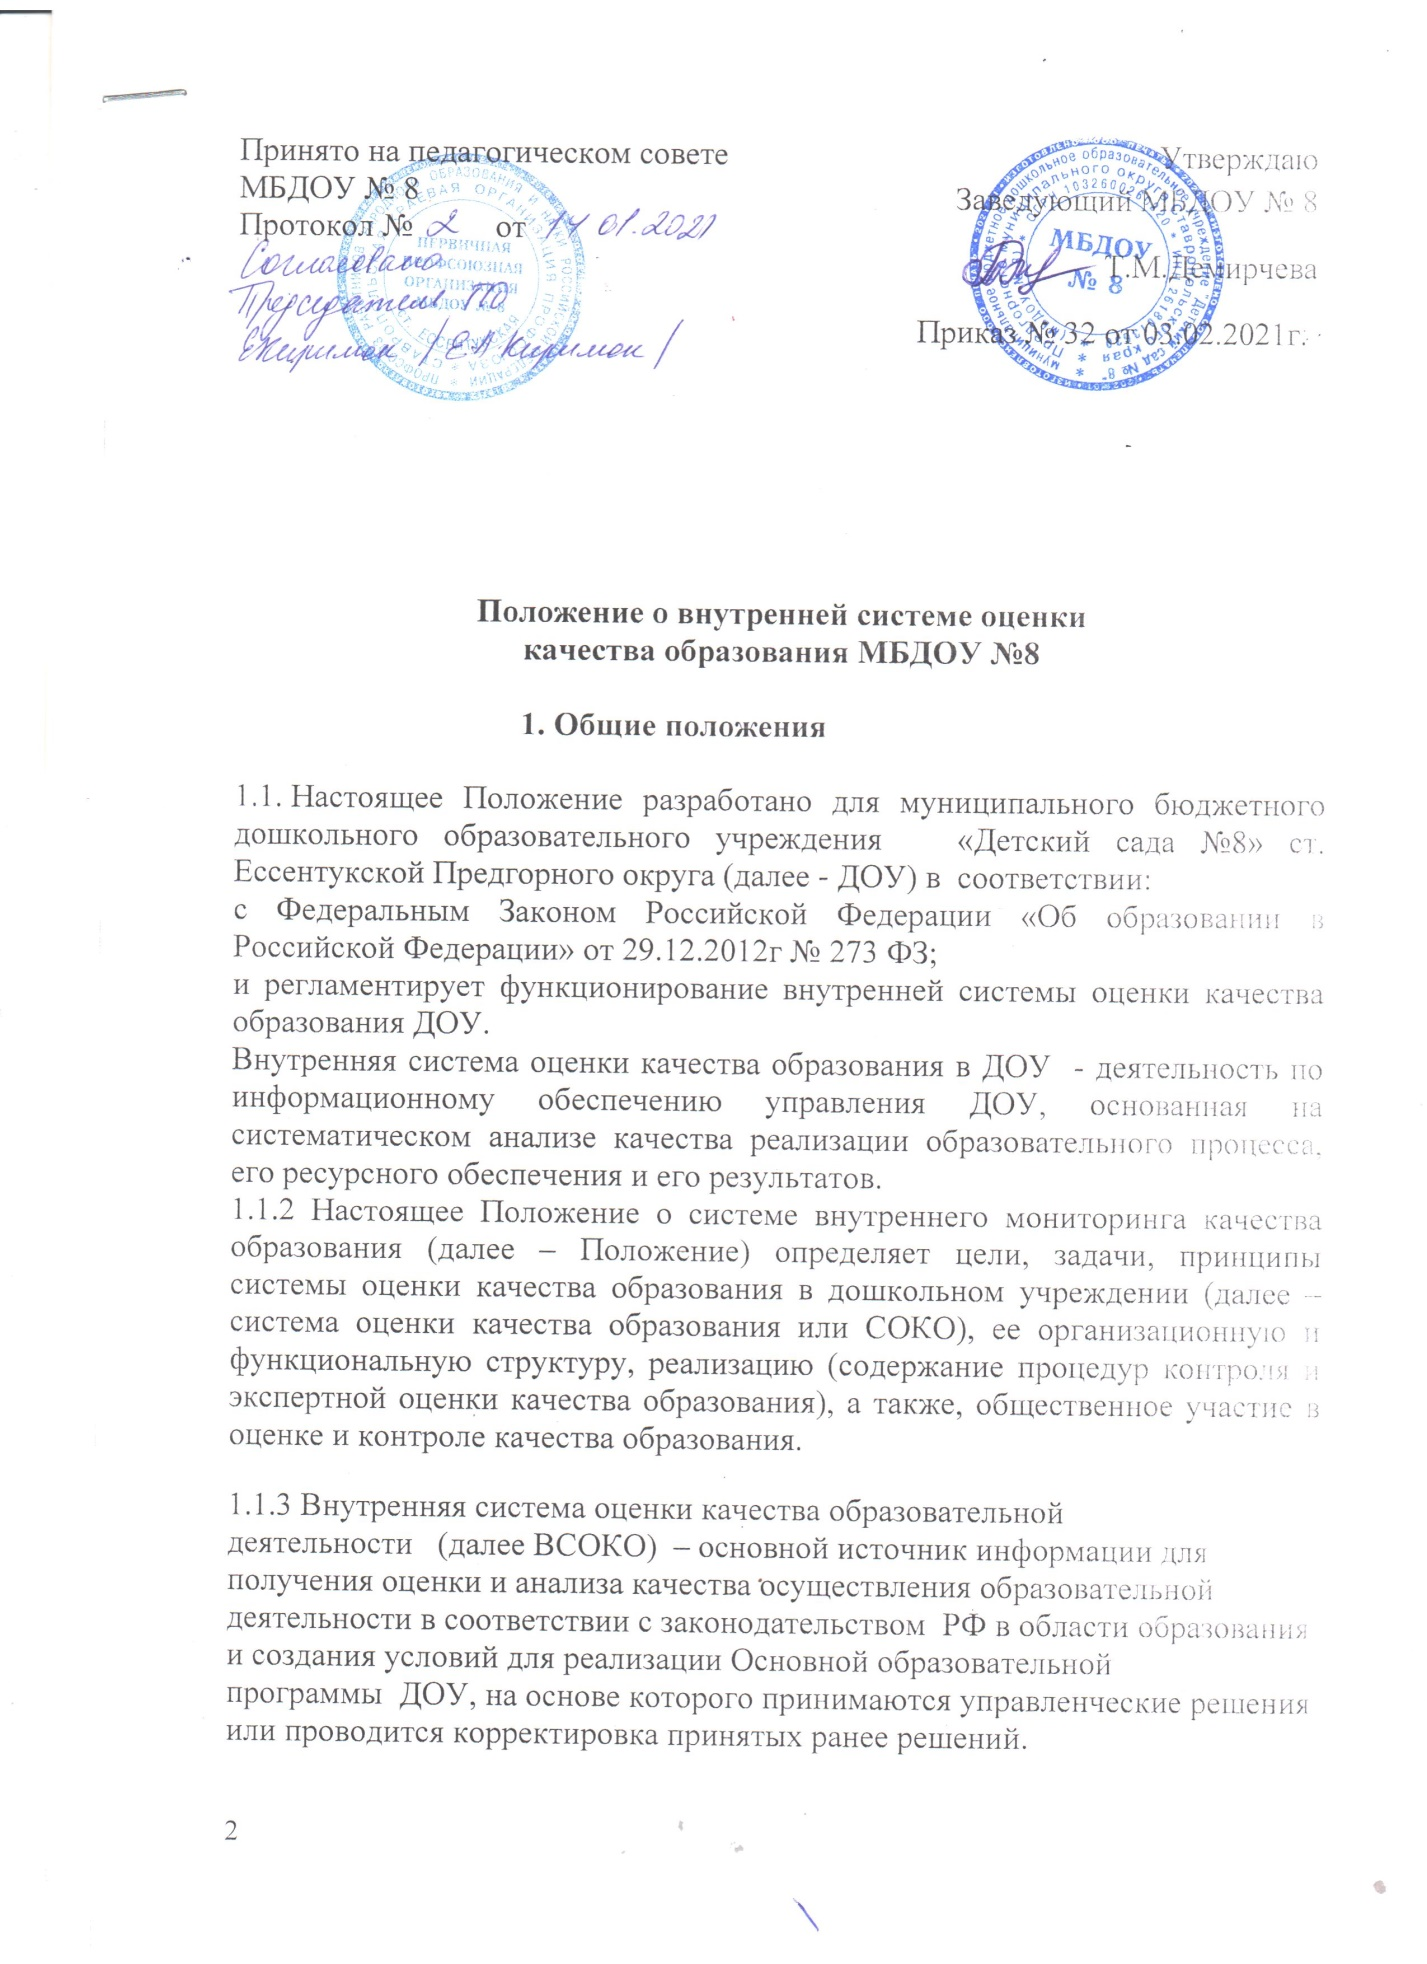 Принято на педагогическом совете
МБДОУ № 8
Протокол № 2 от 14 01.2021
Согласовано
Председатель ПО
Утверждаю
Заведующий МБДОУ № 8
Т.М.Демирчева
Приказ № 32 от 03.02.2021г.
ПЕРВИЧНАЯ
ПРОФСОЮЗНАЯ
ОРГАНИЗАЦИЯ
МБДОУ № 8
МБДОУ
№ 8
Положение о внутренней системе оценки
качества образования МБДОУ №8
1. Общие положения
1.1. Настоящее Положение разработано для муниципального бюджетного
дошкольного образовательного учреждения «Детский сада №8» ст.
Ессентукской Предгорного округа (далее - ДОУ) в соответствии:
с Федеральным Законом Российской Федерации «Об образовании в
Российской Федерации» от 29.12.2012г № 273 ФЗ;
и регламентирует функционирование внутренней системы оценки качества
образования ДОУ.
Внутренняя система оценки качества образования в ДОУ - деятельность по
информационному обеспечению управления ДОУ, основанная на
систематическом анализе качества реализации образовательного процесса,
его ресурсного обеспечения и его результатов.
1.1.2 Настоящее Положение о системе внутреннего мониторинга качества
образования (далее – Положение) определяет цели, задачи, принципы
системы оценки качества образования в дошкольном учреждении (далее –
система оценки качества образования или СОКО), ее организационную и
функциональную структуру, реализацию (содержание процедур контроля и
экспертной оценки качества образования), а также, общественное участие в
оценке и контроле качества образования.
1.1.3 Внутренняя система оценки качества образовательной
деятельности (далее ВСОКО) – основной источник информации для
получения оценки и анализа качества осуществления образовательной
деятельности в соответствии с законодательством РФ в области образования
и создания условий для реализации Основной образовательной
программы ДОУ, на основе которого принимаются управленческие решения
или проводится корректировка принятых ранее решений.
2